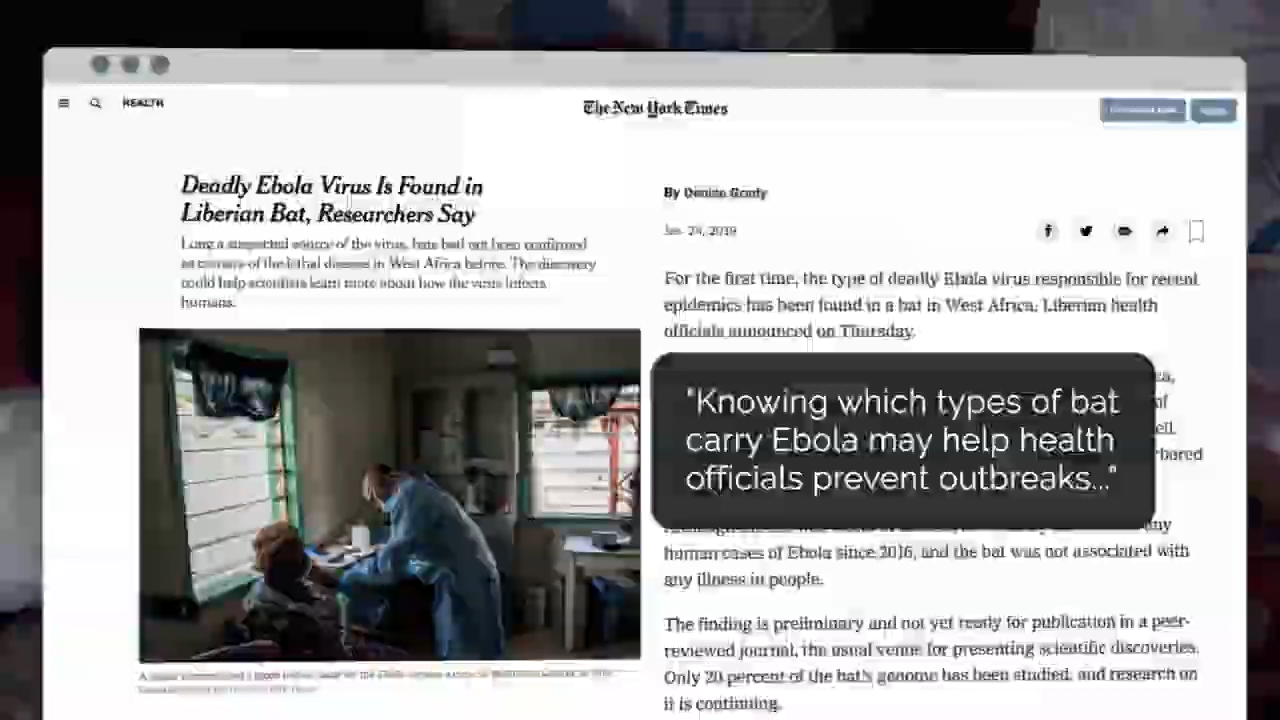 HEALTH
The New York Times
Deadly Ebola Virus Is Found in
Liberian Bat, Researchers Say
Long a suspected source of the virus, bats had not been confirmed
as carriers of the lethal disease in West Africa before. The discovery
could help scientists learn more about how the virus infects
humans.
By Denise Grady
Jan. 24, 2019
For the first time, the type of deadly Ebola virus responsible for recent
epidemics has been found in a bat in West Africa, Liberian health
officials announced on Thursday.
"Knowing which types of bat
carry Ebola may help health
officials prevent outbreaks..."
human cases of Ebola since 2016, and the bat was not associated with
any illness in people.
The finding is preliminary and not yet ready for publication in a peer-
reviewed journal, the usual venue for presenting scientific discoveries.
Only 20 percent of the bat's genome has been studied, and research on
it is continuing.